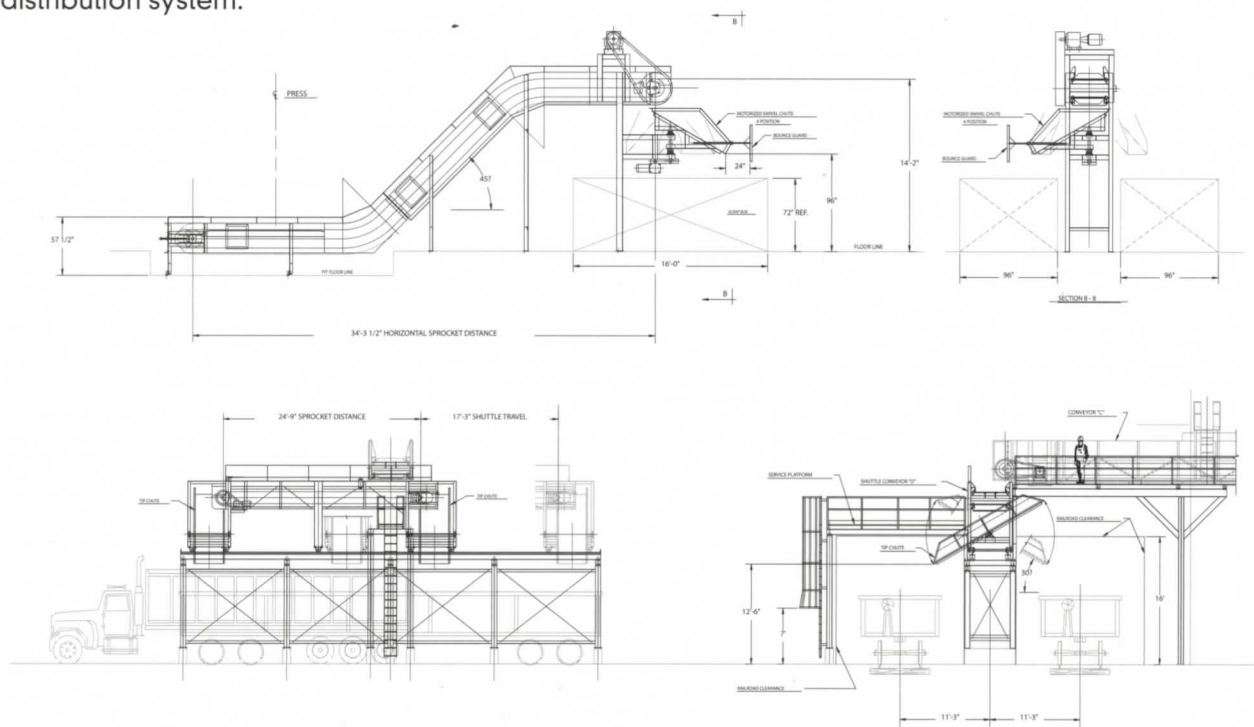 distribution system.
B
℄ PRESS
MOTORIZED SWIVEL CHUTE
4 POSITION
BOUNCE GUARD
24"
45?
14'-2"
96"
72" REF.
57 1/2"
FLOOR LINE
PIT FLOOR LINE
16'-0"
B
34'-3 1/2" HORIZONTAL SPROCKET DISTANCE
MOTORIZED SWIVEL CHUTE
4 POSITION
BOUNCE GUARD
96"
96"
SECTION B - B
24'-9" SPROCKET DISTANCE
17'-3" SHUTTLE TRAVEL
TIP CHUTE
TIP CHUTE
CONVEYOR "C"
SERVICE PLATFORM
SHUTTLE CONVEYOR "D"
RAILROAD CLEARANCE
TIP CHUTE
30?
12'-6"
16'
7'
RAILROAD CLEARANCE
11'-3"
11'-3"